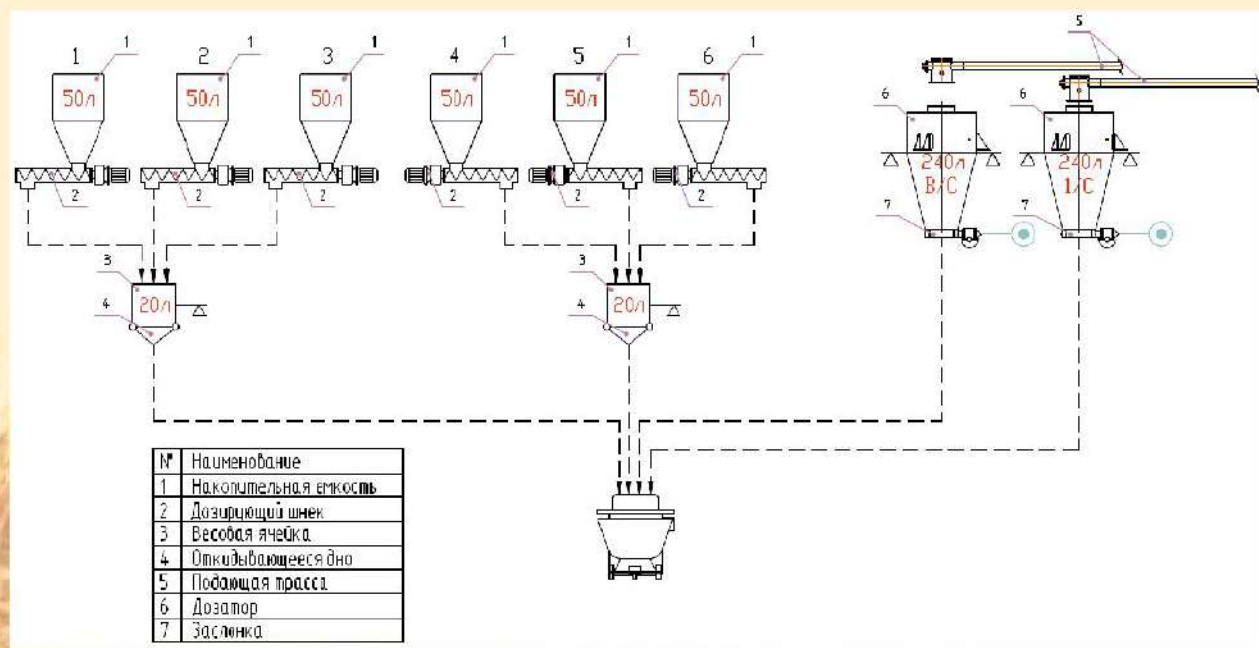 1 1 2 1 3 1 4 1 5 1 6 1 5
50л 50л 50л 50л 50л 50л 6 6
240л 240л
В/С 1/С
2 2 2 2 2 2 7 7
3 3
20л 20л
4 4
№ Наименование
1 Накопительная емкость
2 Дозирующий шнек
3 Весовая ячейка
4 Откидывающееся дно
5 Подающая трасса
6 Дозатор
7 Заслонка